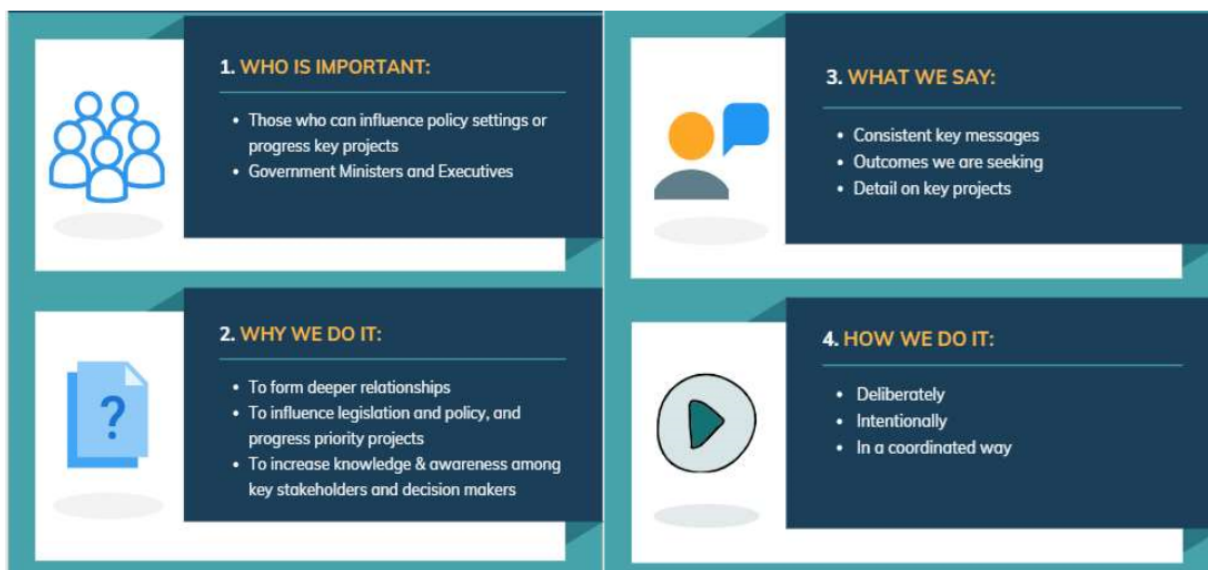 1. WHO IS IMPORTANT:
• Those who can influence policy settings or
progress key projects
• Government Ministers and Executives
2. WHY WE DO IT:
?
• To form deeper relationships
• To influence legislation and policy, and
progress priority projects
• To increase knowledge & awareness among
key stakeholders and decision makers
3. WHAT WE SAY:
• Consistent key messages
• Outcomes we are seeking
• Detail on key projects
4. HOW WE DO IT:
• Deliberately
• Intentionally
• In a coordinated way